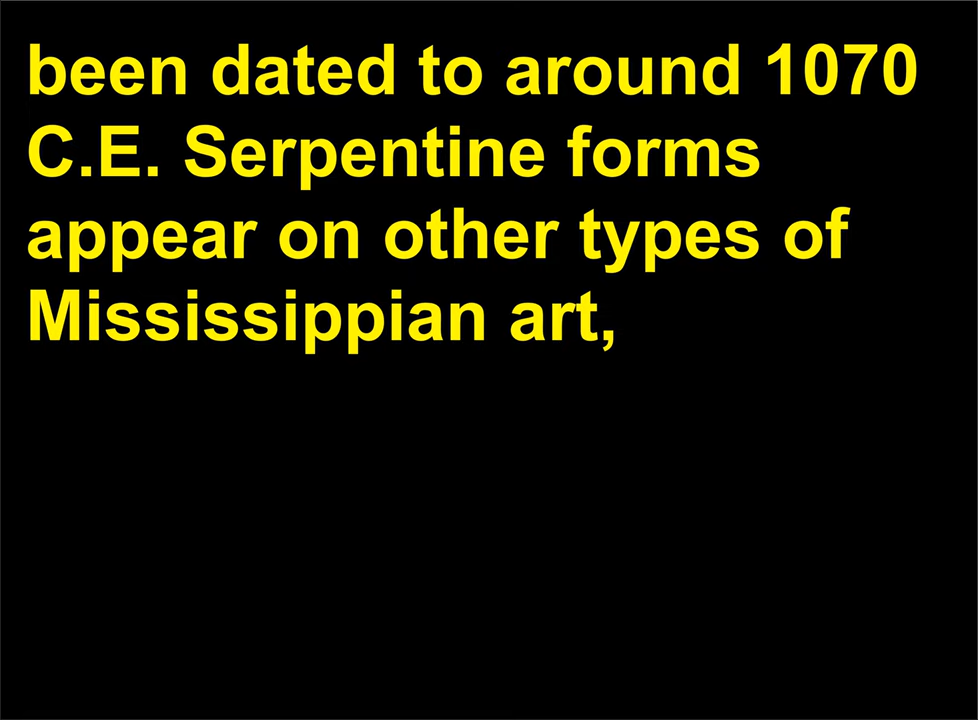 been dated to around 1070
C.E. Serpentine forms
appear on other types of
Mississippian art,